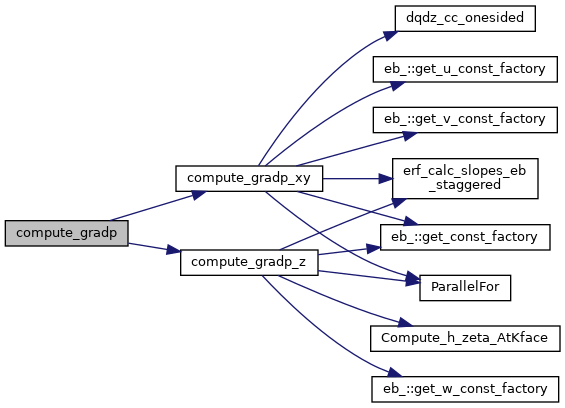 dqdz_cc_onesided
eb_::get_u_const_factory
eb_::get_v_const_factory
compute_gradp_xy
erf_calc_slopes_eb
_staggered
compute_gradp
eb_::get_const_factory
compute_gradp_z
ParallelFor
Compute_h_zeta_AtKface
eb_::get_w_const_factory